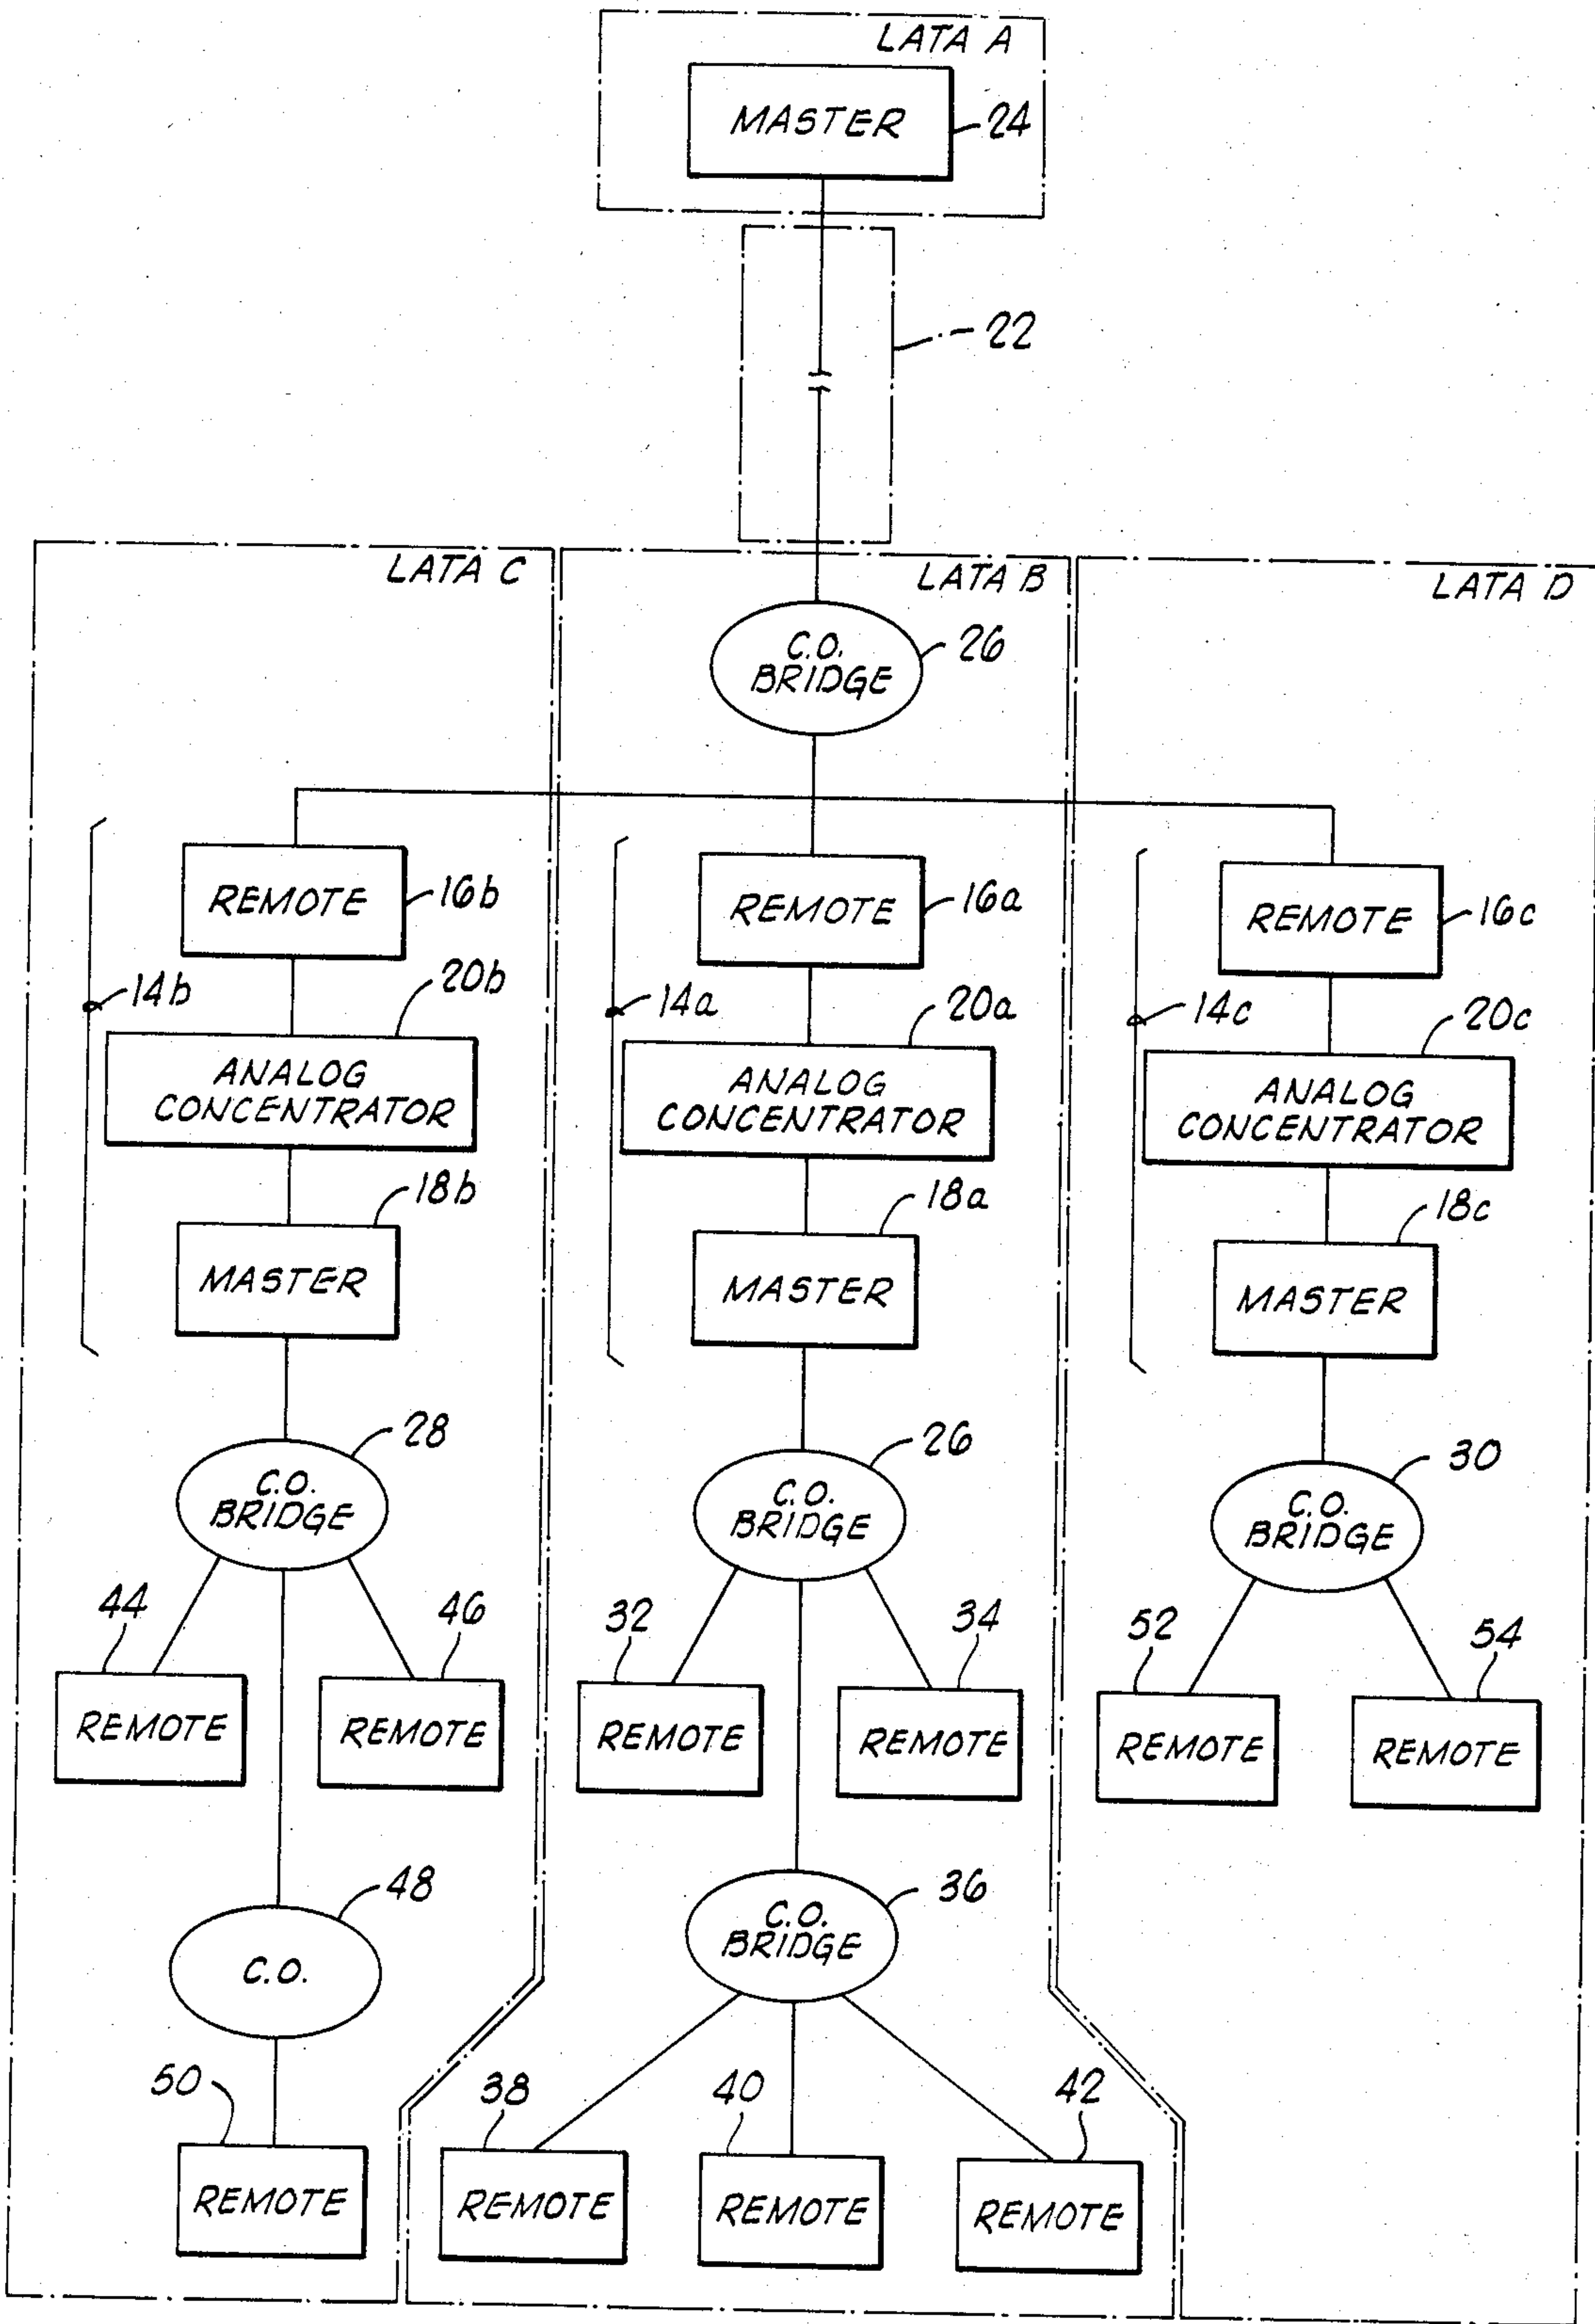 LATA A
MASTER
24
22
LATA C
LATA B
LATA D
C.O.
BRIDGE
26
REMOTE
16b
REMOTE
16a
REMOTE
16c
14b
20b
14a
20a
14c
20c
ANALOG
CONCENTRATOR
ANALOG
CONCENTRATOR
ANALOG
CONCENTRATOR
18b
18a
18c
MASTER
MASTER
MASTER
28
26
30
C.O.
BRIDGE
C.O.
BRIDGE
C.O.
BRIDGE
44
46
32
34
52
54
REMOTE
REMOTE
REMOTE
REMOTE
REMOTE
REMOTE
48
36
C.O.
C.O.
BRIDGE
50
38
40
42
REMOTE
REMOTE
REMOTE
REMOTE